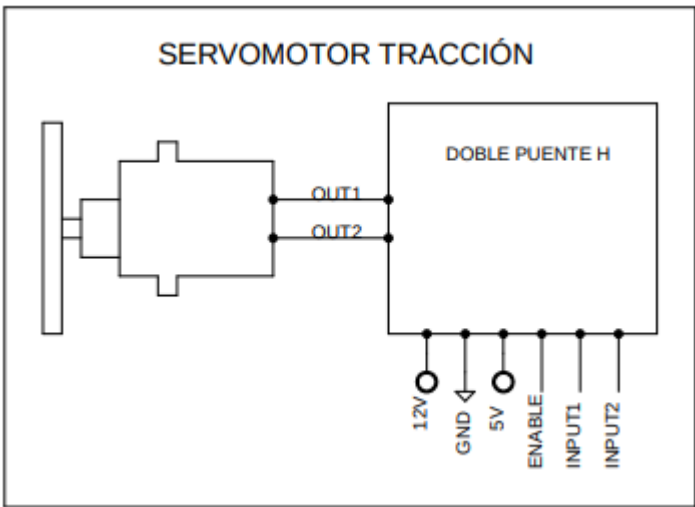 SERVOMOTOR TRACCIÓN
DOBLE PUENTE H
OUT1
OUT2
12V
GND
5V
ENABLE
INPUT1
INPUT2